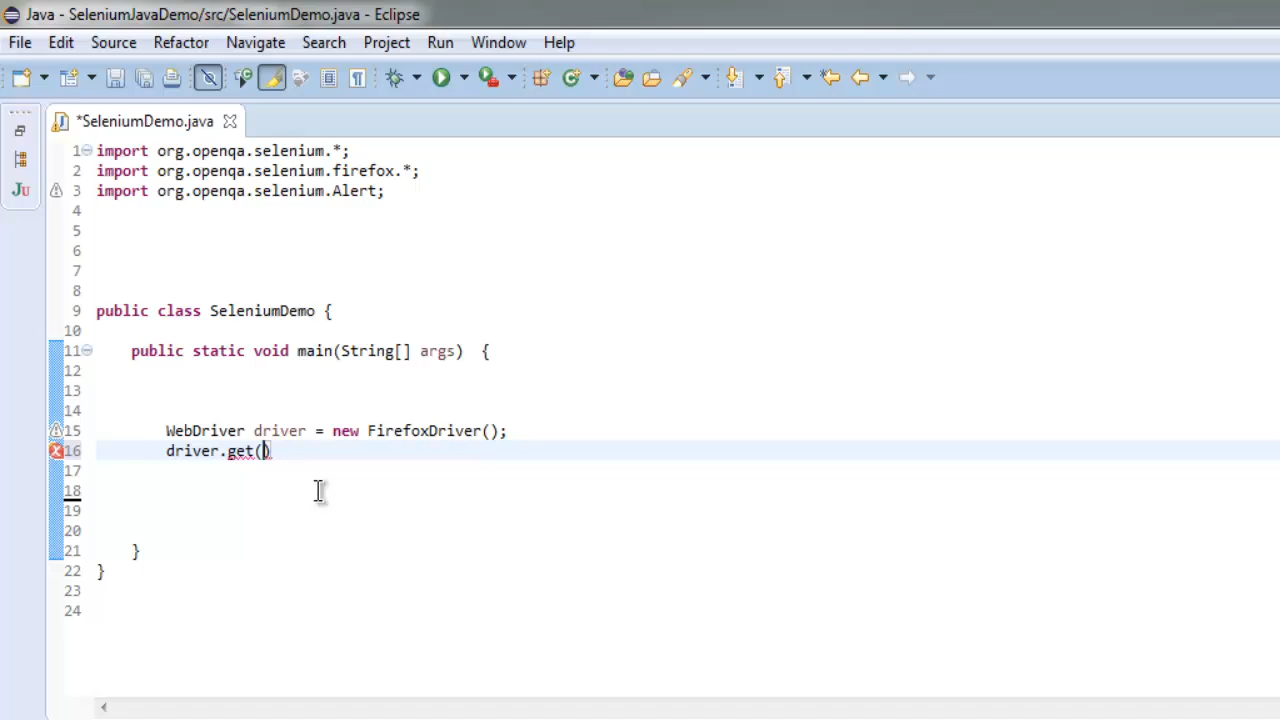 Java - SeleniumJavaDemo/src/SeleniumDemo.java - Eclipse
File Edit Source Refactor Navigate Search Project Run Window Help
*SeleniumDemo.java
Ju
1 import org.openqa.selenium.*;
2 import org.openqa.selenium.firefox.*;
3 import org.openqa.selenium.Alert;
4
5
6
7
8
9 public class SeleniumDemo {
10
11 public static void main(String[] args) {
12
13
14
15 WebDriver driver = new FirefoxDriver();
16 driver.get()
17
18
19
20
21 }
22 }
23
24